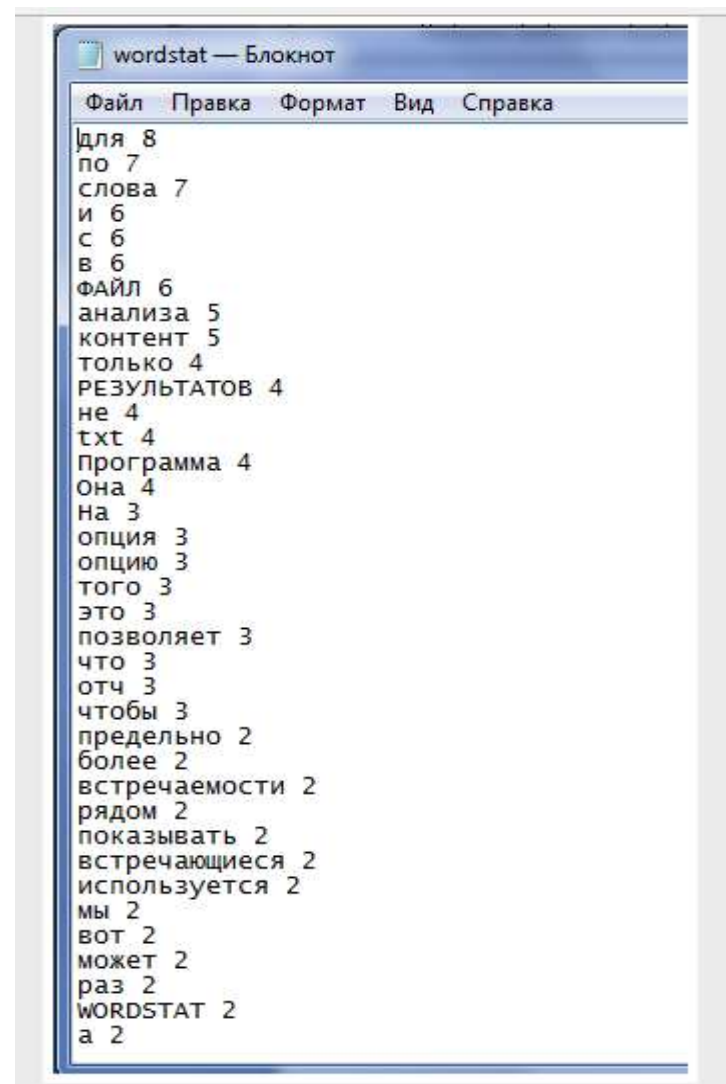 wordstat — Блокнот
Файл Правка Формат Вид Справка
для 8
по 7
слова 7
и 6
с 6
в 6
ФАЙЛ 6
анализа 5
контент 5
только 4
РЕЗУЛЬТАТОВ 4
не 4
txt 4
Программа 4
Она 4
На 3
опция 3
опцию 3
того 3
это 3
позволяет 3
что 3
отч 3
чтобы 3
предельно 2
более 2
встречаемости 2
рядом 2
показывать 2
встречающиеся 2
используется 2
мы 2
вот 2
может 2
раз 2
WORDSTAT 2
а 2